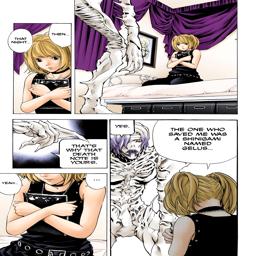 THEN...
THAT
NIGHT...
THE ONE WHO
SAVED ME WAS
A SHINIGAMI
NAMED
GELUS...
YES.
THAT'S
WHY THAT
DEATH
NOTE IS
YOURS.
YEAH...
...